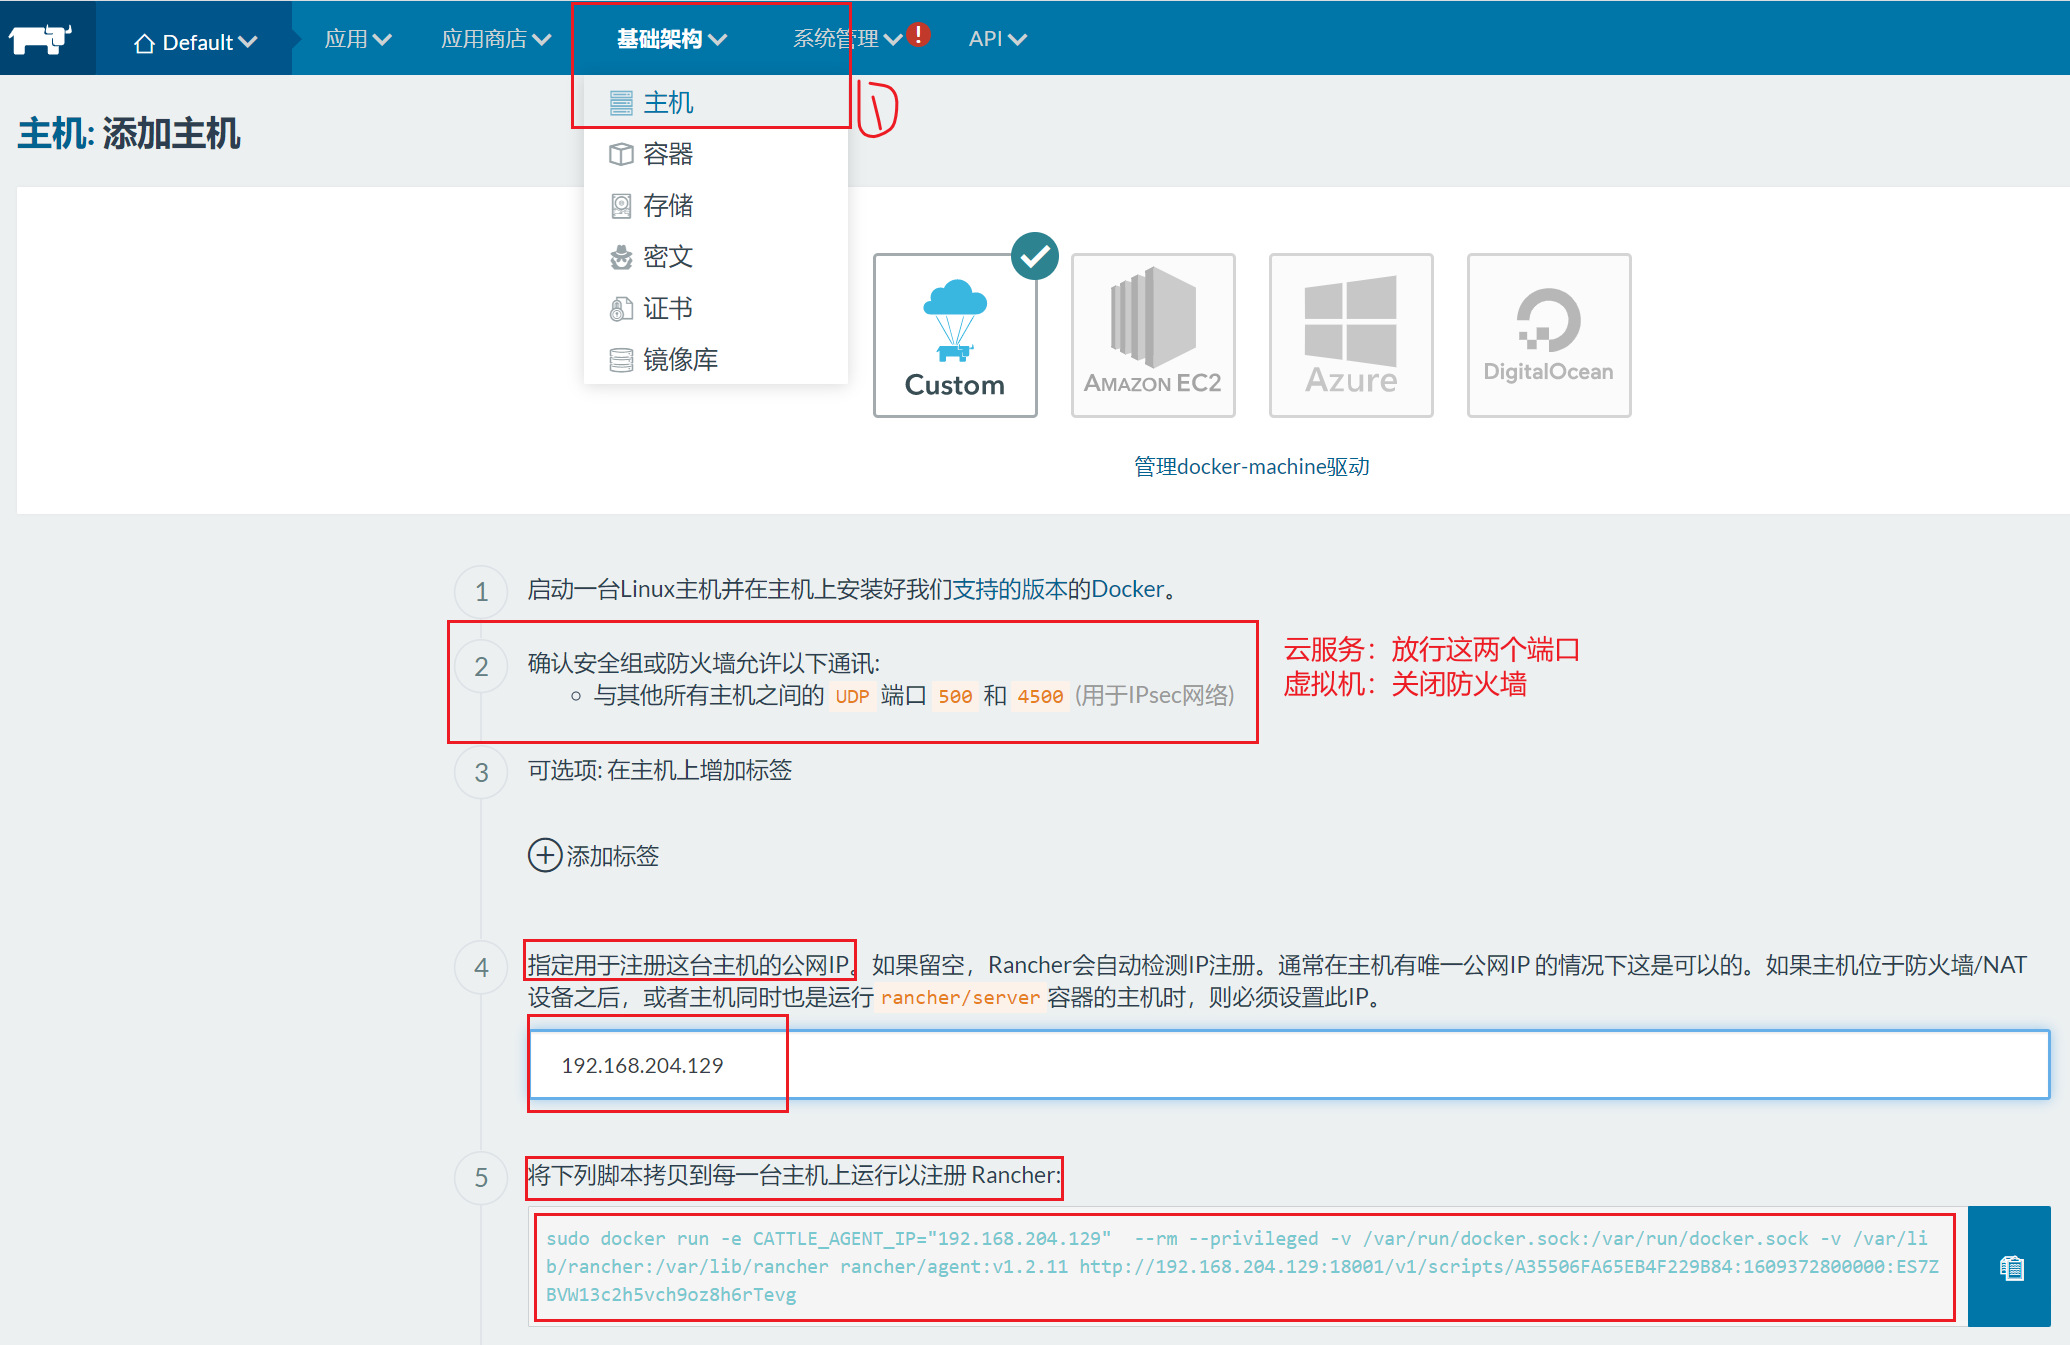 Default
应用
应用商店
基础架构
系统管理
!
API
主机
1
主机: 添加主机
容器
存储
密文
证书
镜像库
Custom
AMAZON EC2
Azure
DigitalOcean
管理docker-machine驱动
1 启动一台Linux主机并在主机上安装好我们支持的版本的Docker。
2 确认安全组或防火墙允许以下通讯:
与其他所有主机之间的 UDP 端口 500 和 4500 (用于IPsec网络)
云服务：放行这两个端口
虚拟机：关闭防火墙
3 可选项: 在主机上增加标签
添加标签
4 指定用于注册这台主机的公网IP。如果留空，Rancher会自动检测IP注册。通常在主机有唯一公网IP 的情况下这是可以的。如果主机位于防火墙/NAT
设备之后，或者主机同时也是运行 rancher/server 容器的主机时，则必须设置此IP。
192.168.204.129
5 将下列脚本拷贝到每一台主机上运行以注册 Rancher:
sudo docker run -e CATTLE_AGENT_IP="192.168.204.129"  --rm --privileged -v /var/run/docker.sock:/var/run/docker.sock -v /var/li
b/rancher:/var/lib/rancher rancher/agent:v1.2.11 http://192.168.204.129:18001/v1/scripts/A35506FA65EB4F229B84:1609372800000:ES7Z
BVW13c2h5vch9oz8h6rTevg